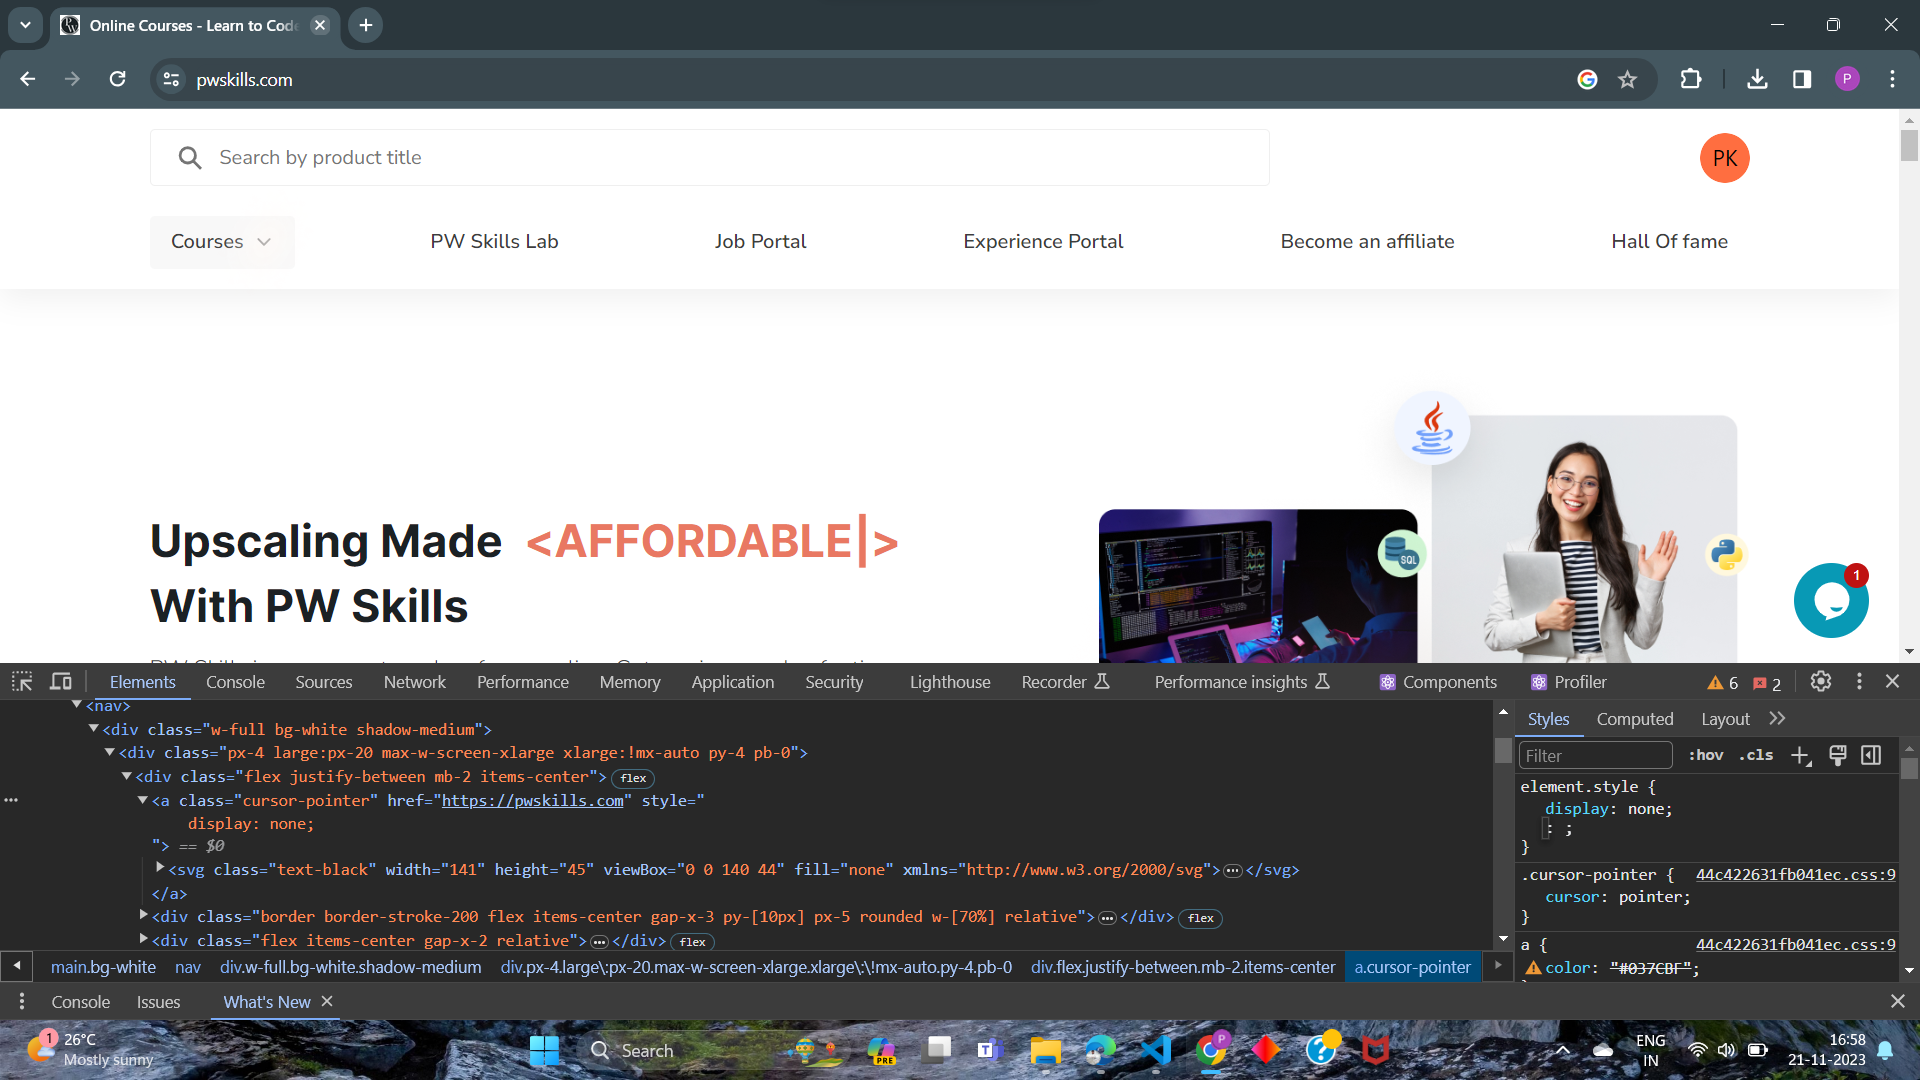 Online Courses - Learn to Code
pwskills.com
P
Search by product title
PK
Courses
PW Skills Lab
Job Portal
Experience Portal
Become an affiliate
Hall Of fame
Upscaling Made <AFFORDABLE|>
With PW Skills
SQL
1
Elements
Console
Sources
Network
Performance
Memory
Application
Security
Lighthouse
Recorder
Performance insights
Components
Profiler
6
2
<nav>
<div class="w-full bg-white shadow-medium">
<div class="px-4 large:px-20 max-w-screen-xlarge xlarge:!mx-auto py-4 pb-0">
<div class="flex justify-between mb-2 items-center"> flex
<a class="cursor-pointer" href="https://pwskills.com" style="
display: none;
"> == $0
<svg class="text-black" width="141" height="45" viewBox="0 0 140 44" fill="none" xmlns="http://www.w3.org/2000/svg">…</svg>
</a>
<div class="border border-stroke-200 flex items-center gap-x-3 py-[10px] px-5 rounded w-[70%] relative">…</div> flex
<div class="flex items-center gap-x-2 relative">…</div> flex
Styles
Computed
Layout
Filter
:hov
.cls
element.style {
display: none;
: ;
}
.cursor-pointer { 44c422631fb041ec.css:9
cursor: pointer;
}
a { 44c422631fb041ec.css:9
color: "#037CBF";
main.bg-white
nav
div.w-full.bg-white.shadow-medium
div.px-4.large\:px-20.max-w-screen-xlarge.xlarge\:\!mx-auto.py-4.pb-0
div.flex.justify-between.mb-2.items-center
a.cursor-pointer
Console
Issues
What's New
1
26°C
Mostly sunny
Search
PRE
T
P
ENG
IN
16:58
21-11-2023